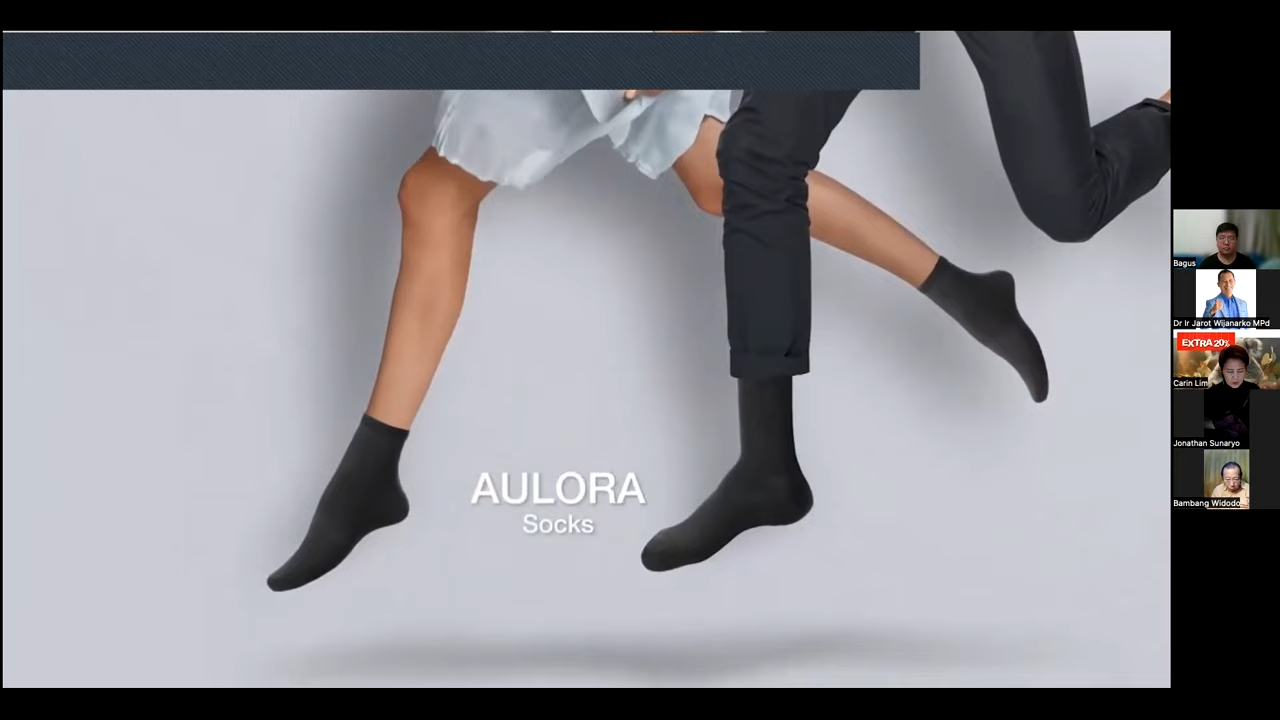 AULORA
Socks
Bagus
Dr Ir Jarot Wijanarko MPd
EXTRA 20%
Carin Lim
Jonathan Sunaryo
Bambang Widodo